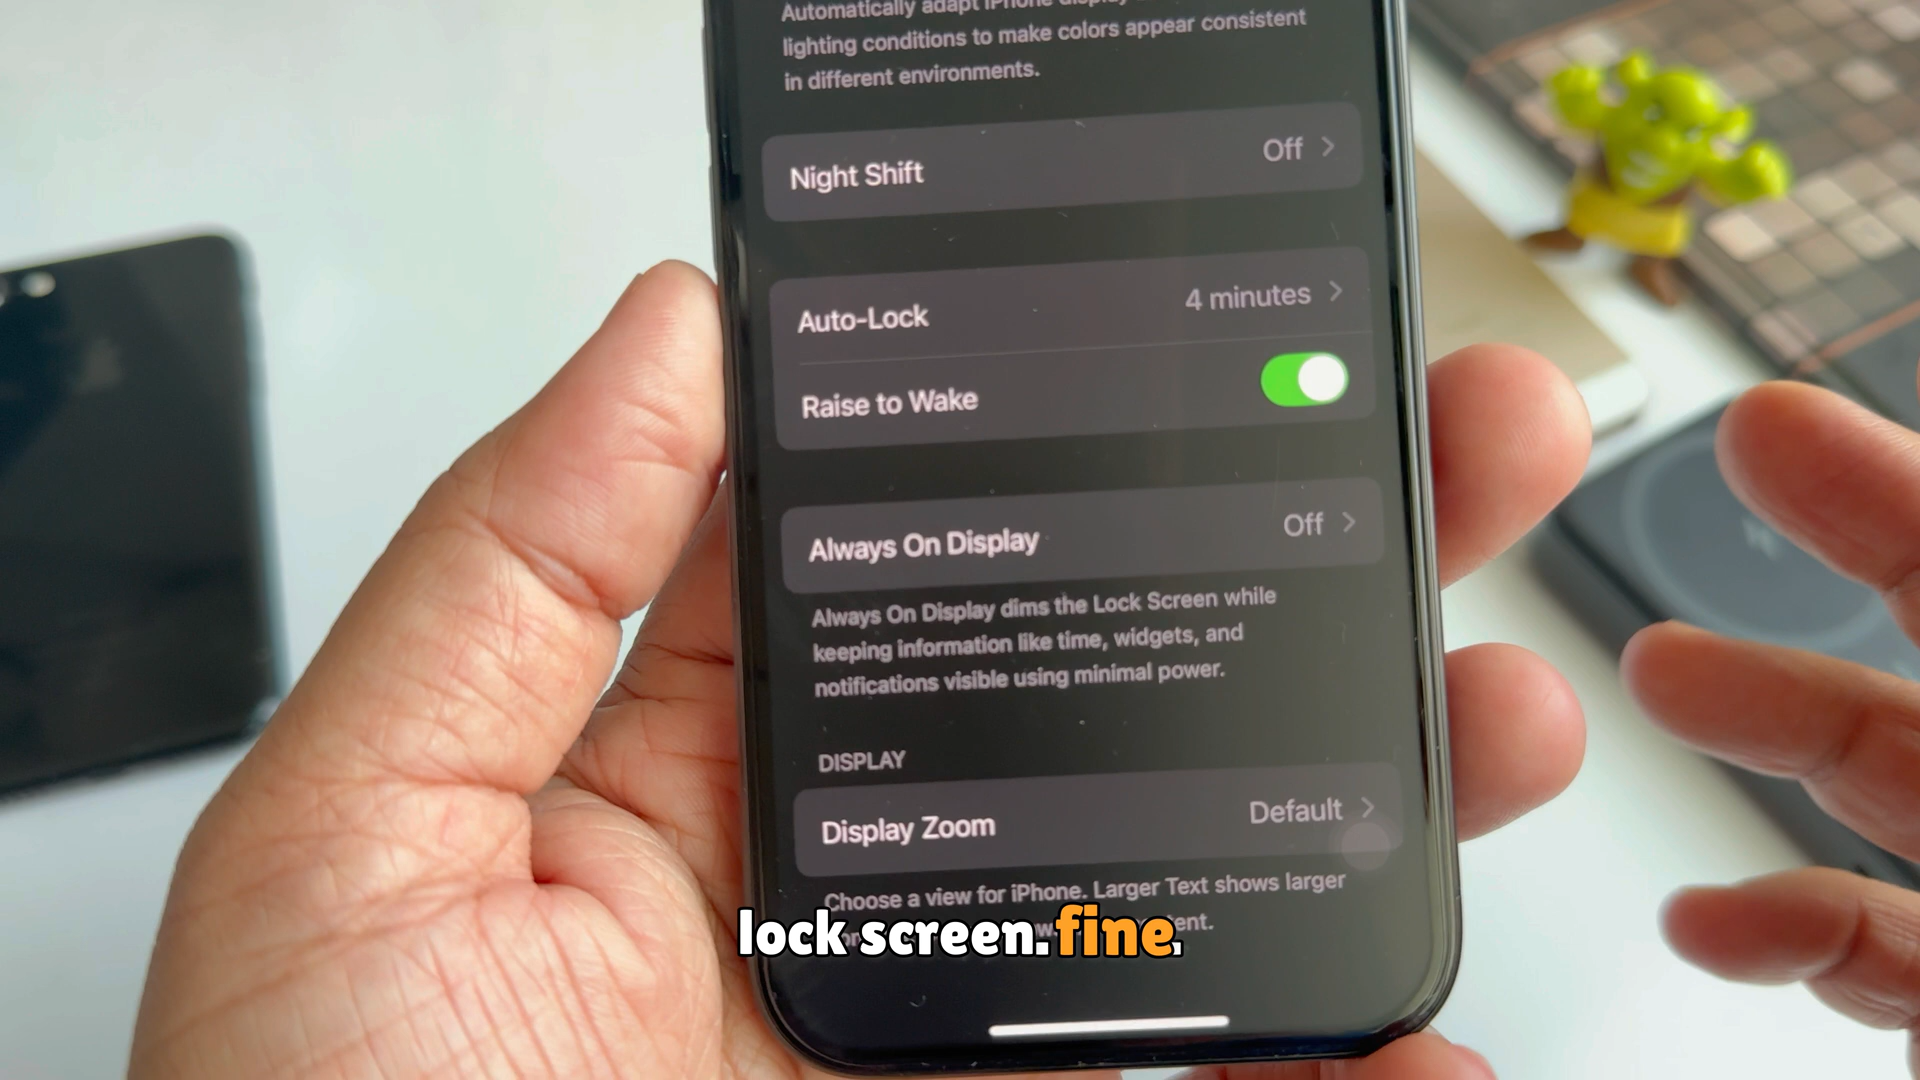 Automatically adapt iPhone display
lighting conditions to make colors appear consistent
in different environments.
Night Shift
Off
Auto-Lock
4 minutes
Raise to Wake
Always On Display
Off
Always On Display dims the Lock Screen while
keeping information like time, widgets, and
notifications visible using minimal power.
DISPLAY
Display Zoom
Default
Choose a view for iPhone. Larger Text shows larger
lock screen. fine.